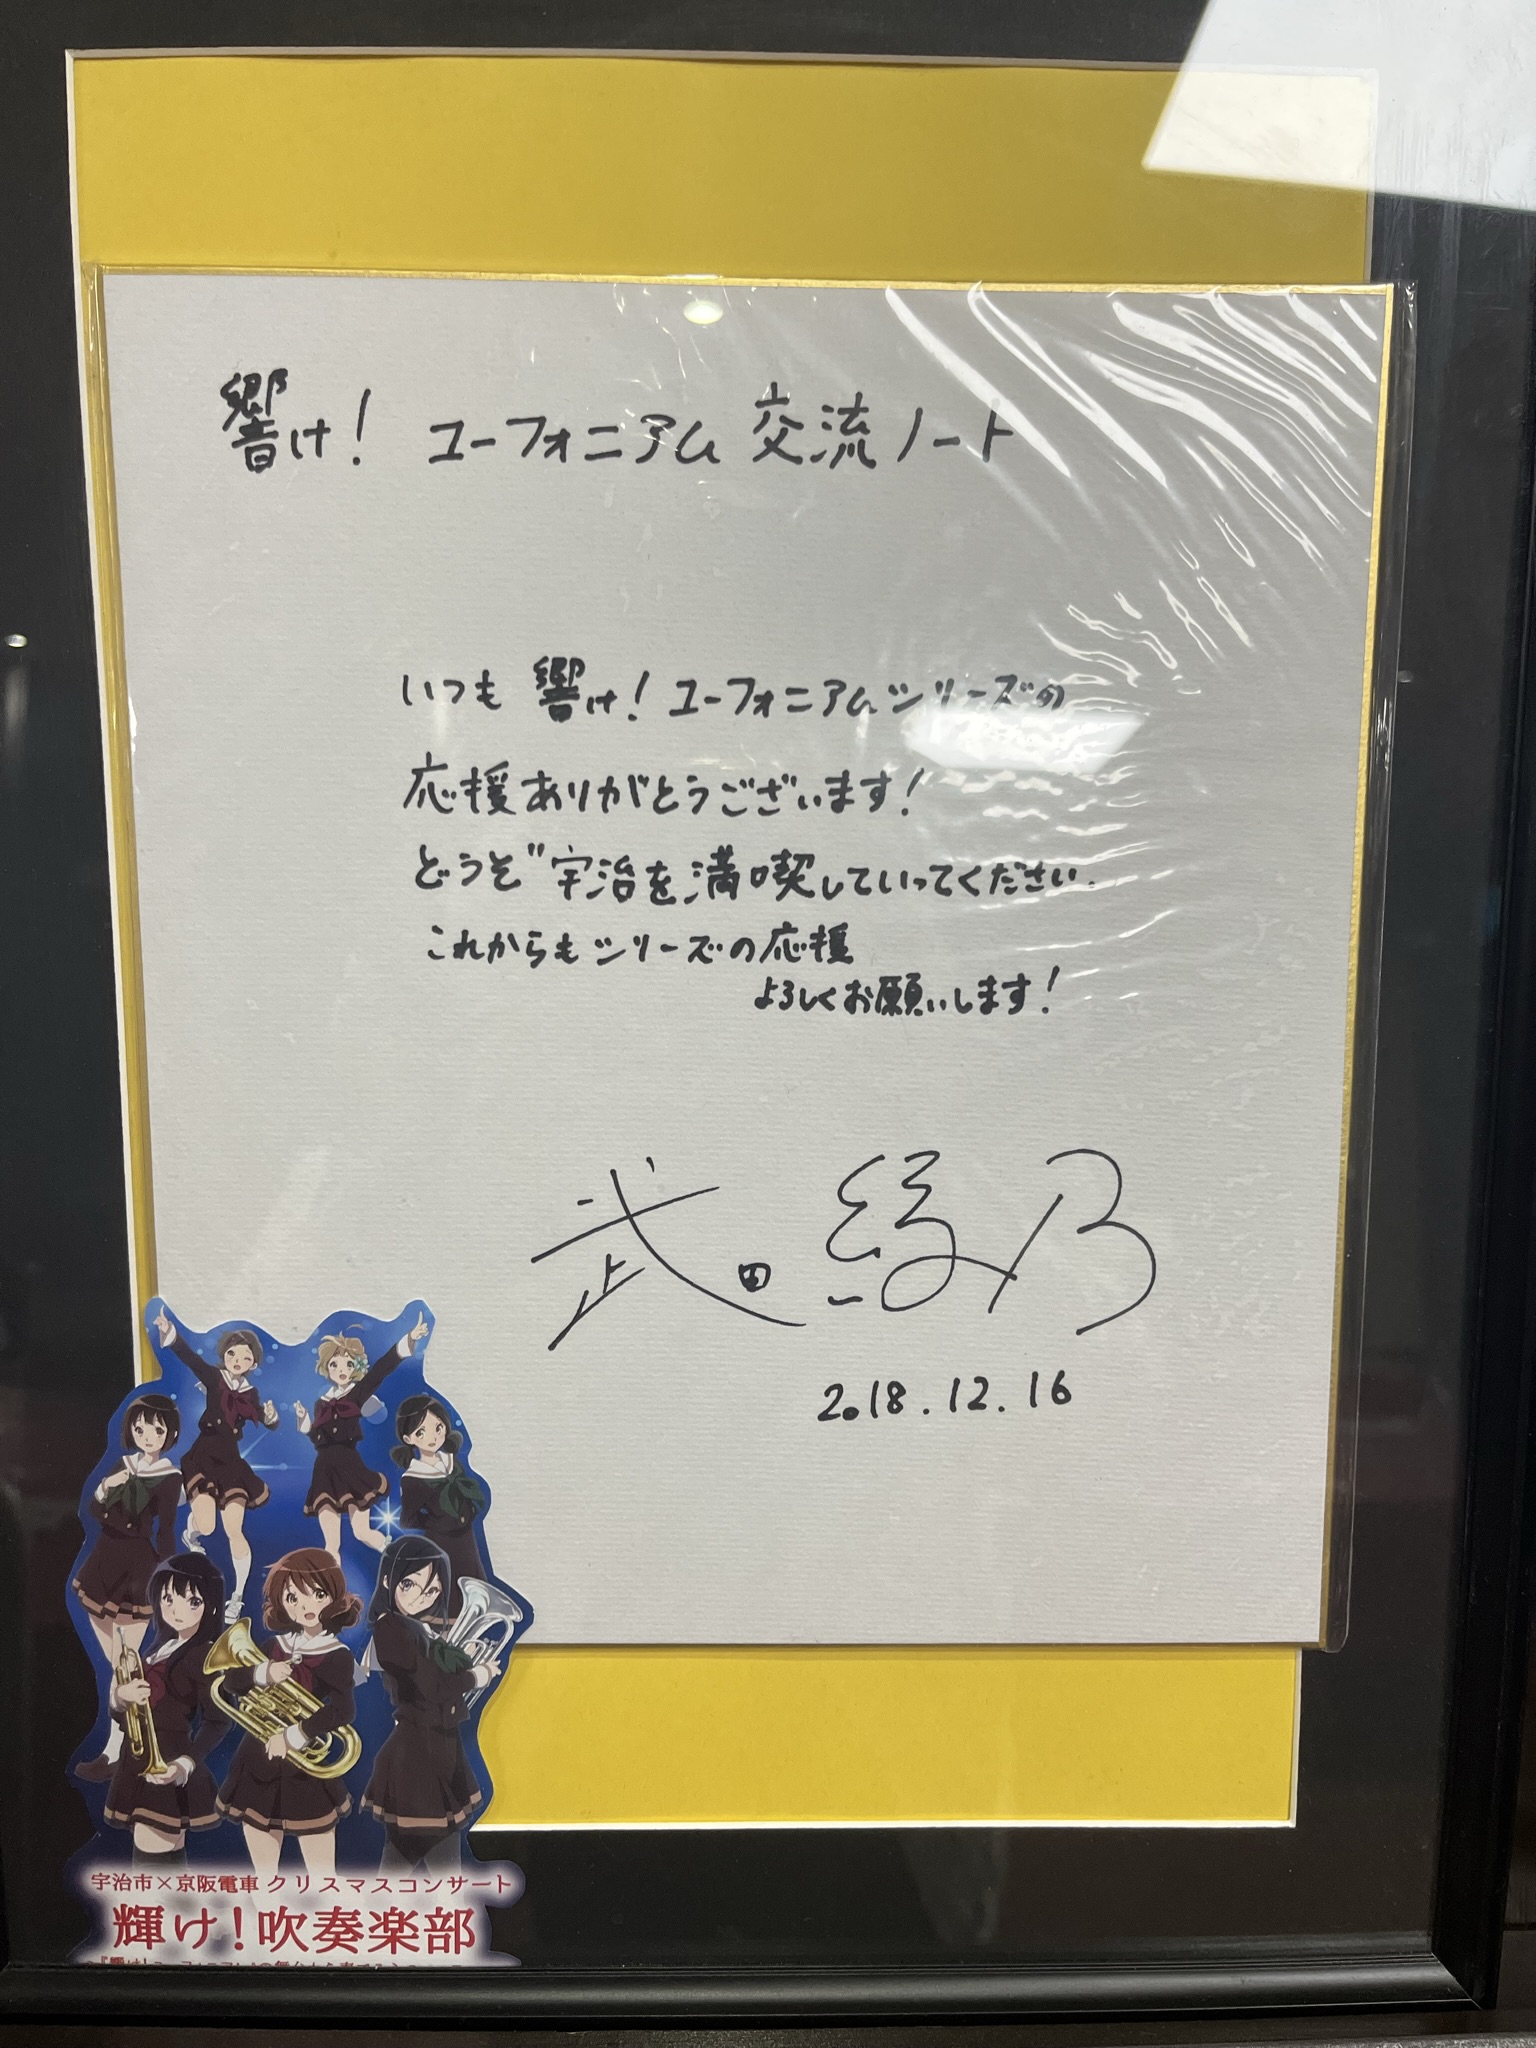 響け! ユーフォニアム 交流ノート
いつも 響け! ユーフォニアムシリーズの
応援ありがとうございます!
どうぞ宇治を満喫していってください.
これからもシリーズの応援
よろしくお願いします!
武田綾乃
2018.12.16
宇治市×京阪電車 クリスマスコンサート
輝け!吹奏楽部